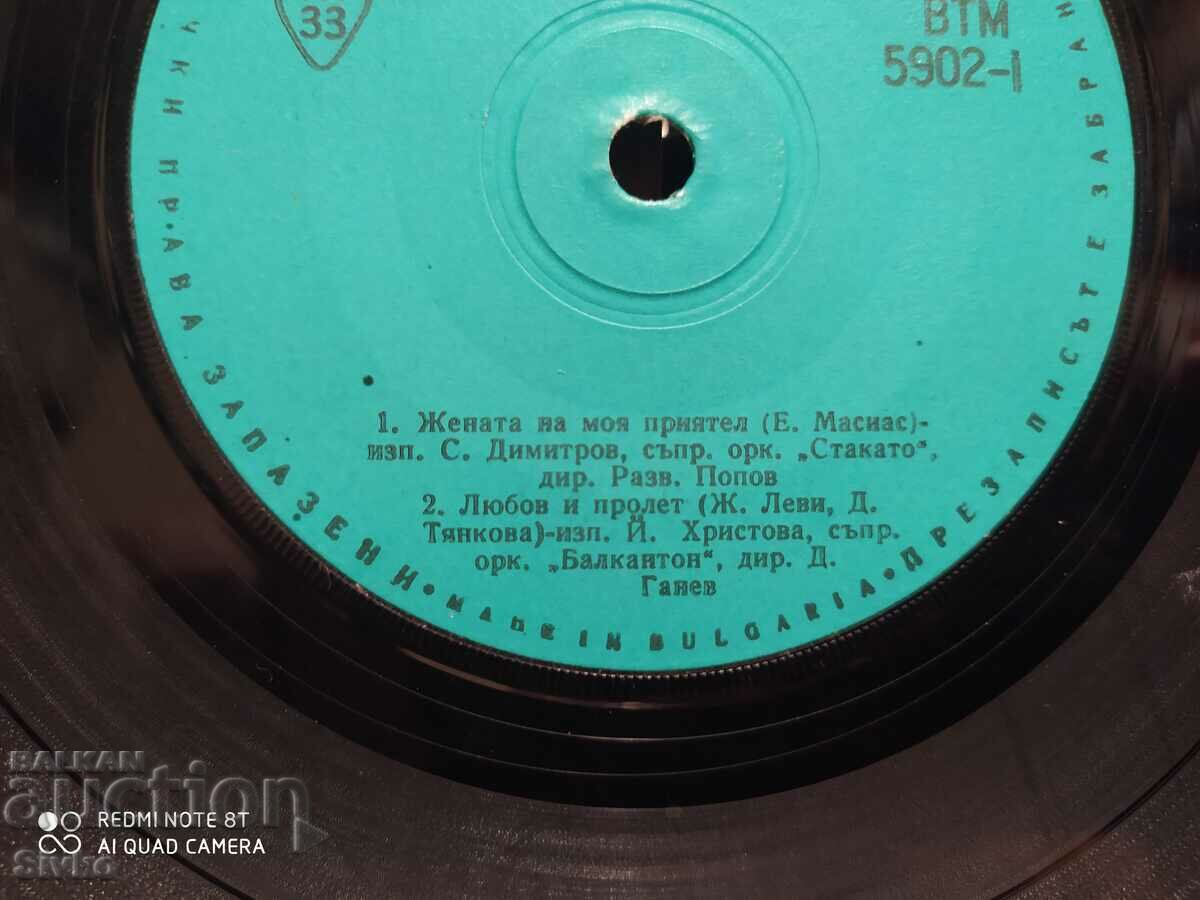 33
ВТМ
5902-1
1. Жената на моя приятел (Е. Масиас)-
изп. С. Димитров, съпр. орк. „Стакато“,
дир. Разв. Попов
2. Любов и пролет (Ж. Леви, Д.
Тянкова)-изп. Й. Христова, съпр.
орк. „Балкантон“, дир. Д.
Ганев
ПРАВА ЗАПАЗЕНИ • MADE IN BULGARIA • ПРЕЗАПИСЪТ Е
BALKAN
auction
REDMI NOTE 8T
AI QUAD CAMERA